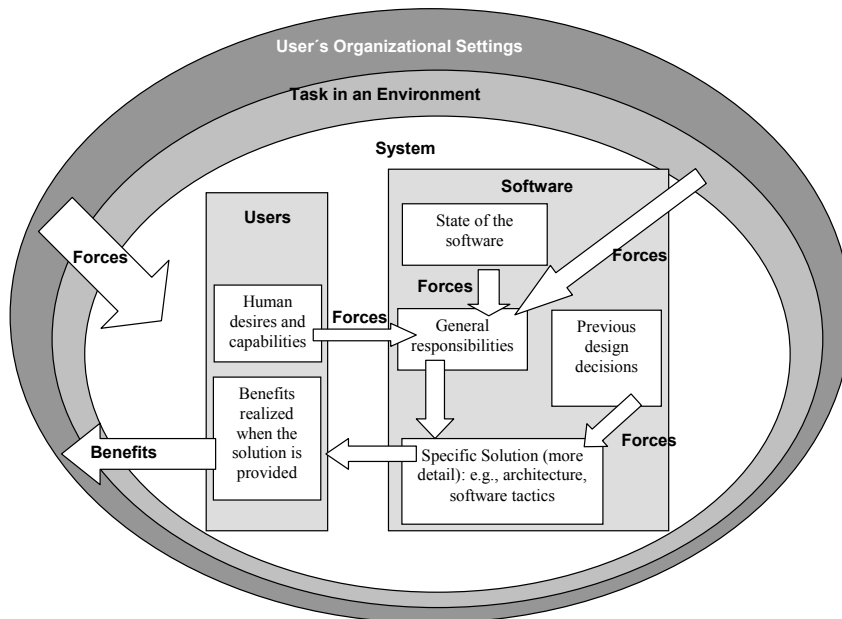 User´s Organizational Settings
Task in an Environment
System
Software
Users
State of the
software
Forces
Forces
Forces
Human
desires and
capabilities
Forces
General
responsibilities
Previous
design
decisions
Benefits
realized
when the
solution is
provided
Benefits
Forces
Specific Solution (more
detail): e.g., architecture,
software tactics